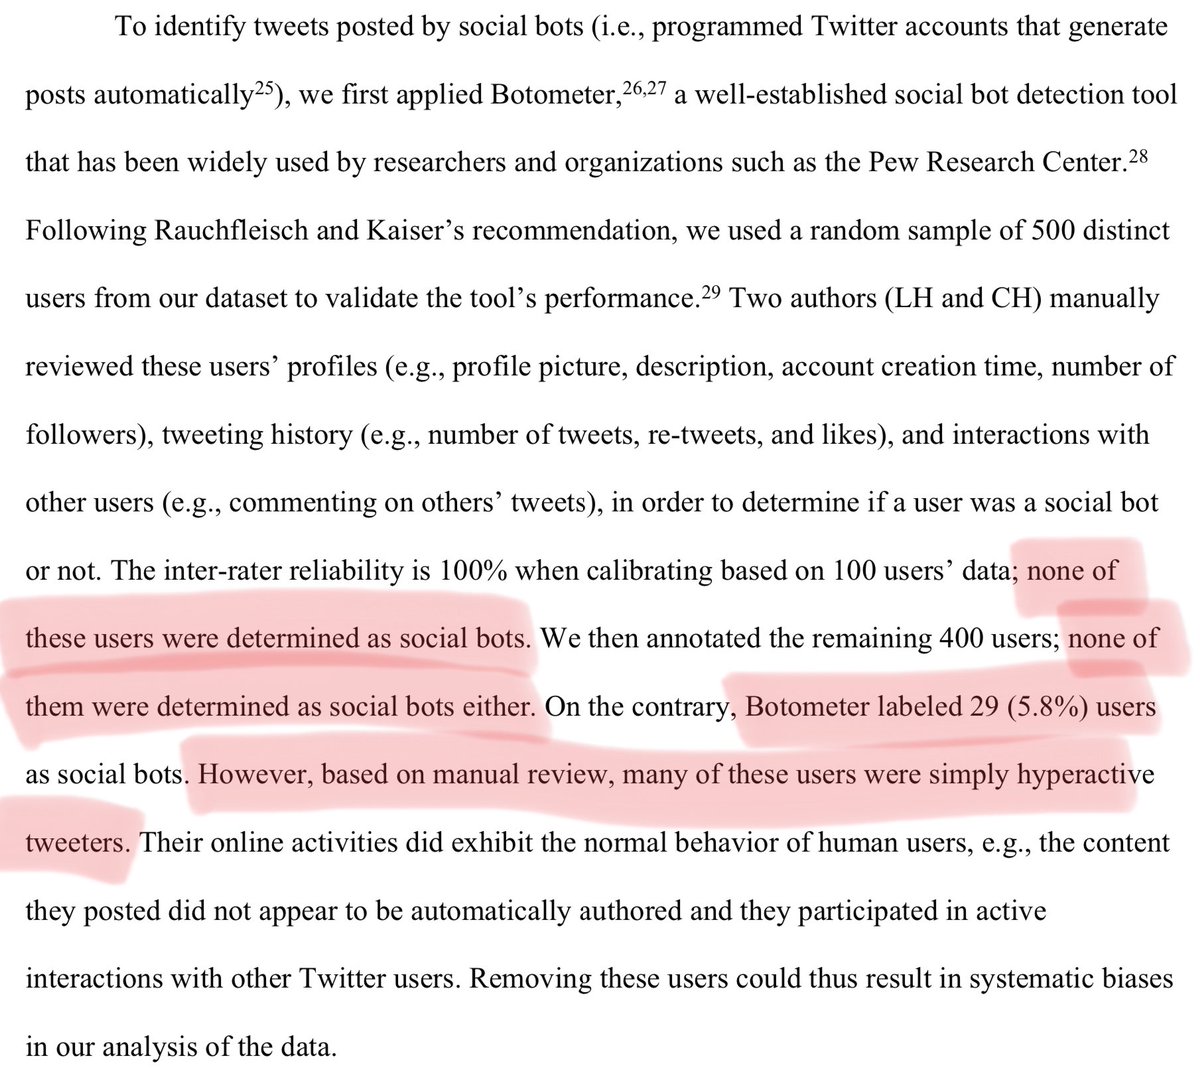 To identify tweets posted by social bots (i.e., programmed Twitter accounts that generate
posts automatically²⁵), we first applied Botometer,²⁶,²⁷ a well-established social bot detection tool
that has been widely used by researchers and organizations such as the Pew Research Center.²⁸
Following Rauchfleisch and Kaiser’s recommendation, we used a random sample of 500 distinct
users from our dataset to validate the tool’s performance.²⁹ Two authors (LH and CH) manually
reviewed these users’ profiles (e.g., profile picture, description, account creation time, number of
followers), tweeting history (e.g., number of tweets, re-tweets, and likes), and interactions with
other users (e.g., commenting on others’ tweets), in order to determine if a user was a social bot
or not. The inter-rater reliability is 100% when calibrating based on 100 users’ data; none of
these users were determined as social bots. We then annotated the remaining 400 users; none of
them were determined as social bots either. On the contrary, Botometer labeled 29 (5.8%) users
as social bots. However, based on manual review, many of these users were simply hyperactive
tweeters. Their online activities did exhibit the normal behavior of human users, e.g., the content
they posted did not appear to be automatically authored and they participated in active
interactions with other Twitter users. Removing these users could thus result in systematic biases
in our analysis of the data.